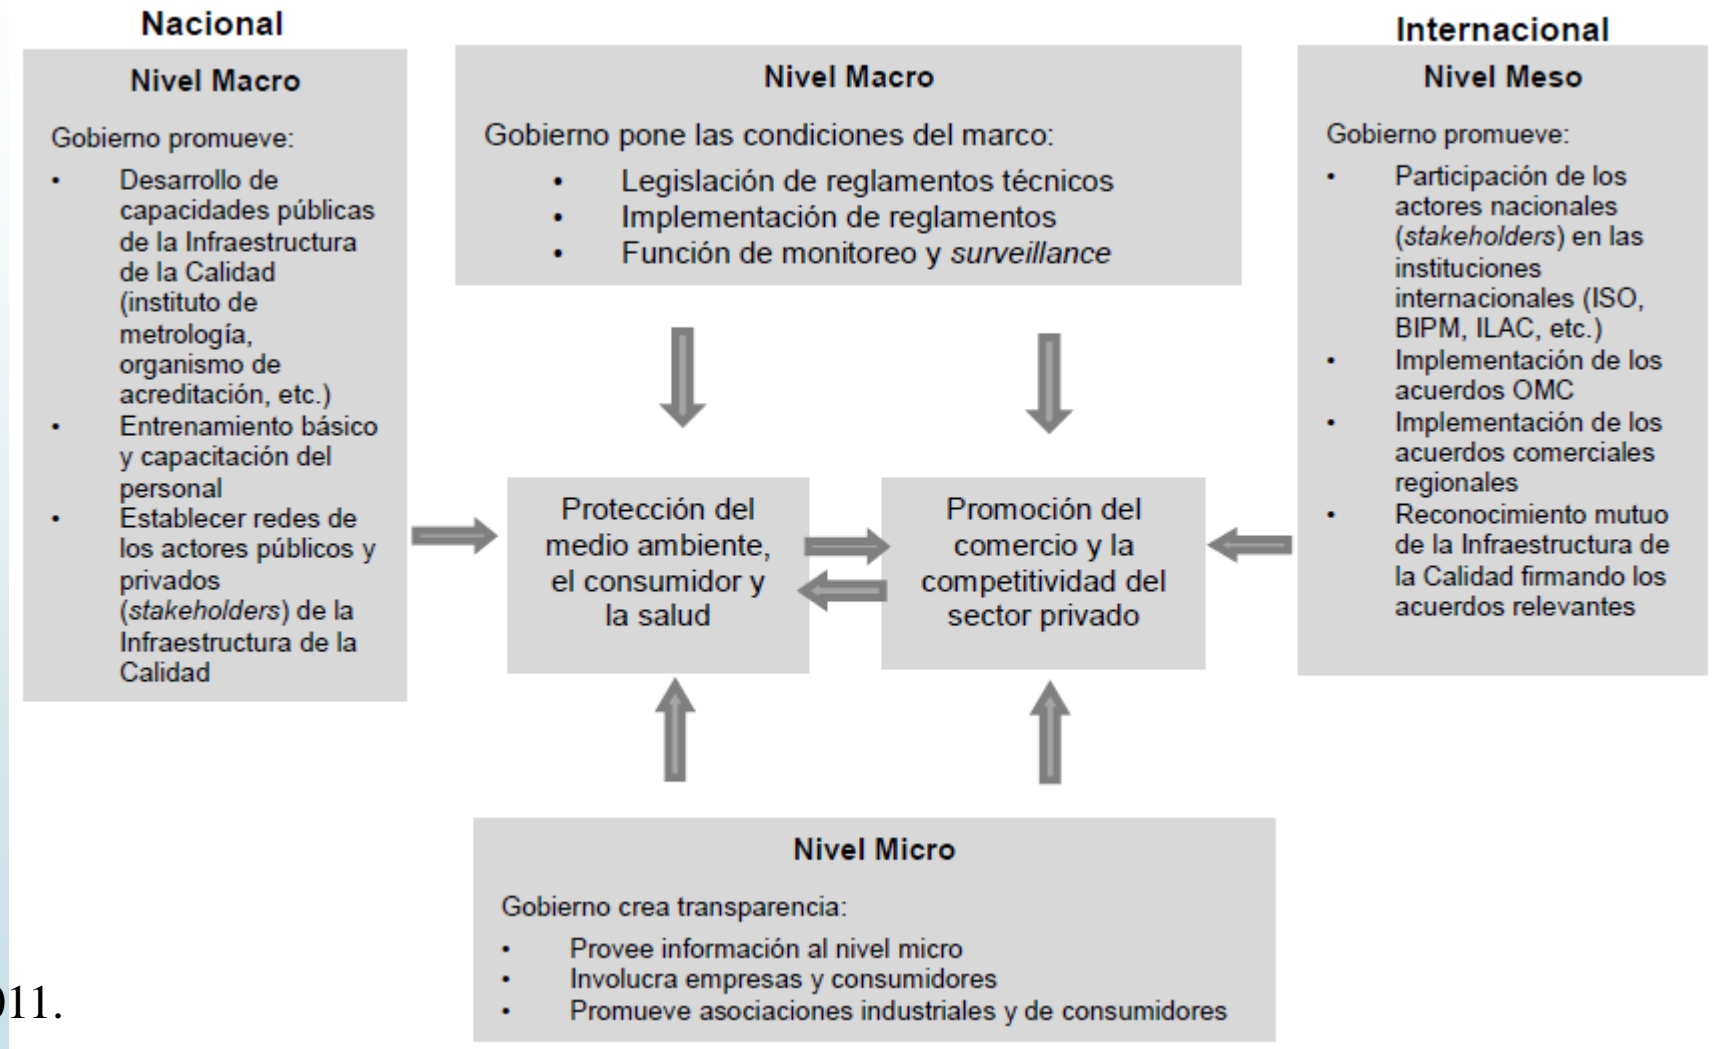 Nacional
Nivel Macro
Gobierno promueve:
• Desarrollo de
capacidades públicas
de la Infraestructura
de la Calidad
(instituto de
metrología,
organismo de
acreditación, etc.)
• Entrenamiento básico
y capacitación del
personal
• Establecer redes de
los actores públicos y
privados
(stakeholders) de la
Infraestructura de la
Calidad
Nivel Macro
Gobierno pone las condiciones del marco:
• Legislación de reglamentos técnicos
• Implementación de reglamentos
• Función de monitoreo y surveillance
Internacional
Nivel Meso
Gobierno promueve:
• Participación de los
actores nacionales
(stakeholders) en las
instituciones
internacionales (ISO,
BIPM, ILAC, etc.)
• Implementación de los
acuerdos OMC
• Implementación de los
acuerdos comerciales
regionales
• Reconocimiento mutuo
de la Infraestructura de
la Calidad firmando los
acuerdos relevantes
Protección del
medio ambiente,
el consumidor y
la salud
Promoción del
comercio y la
competitividad del
sector privado
Nivel Micro
Gobierno crea transparencia:
• Provee información al nivel micro
• Involucra empresas y consumidores
• Promueve asociaciones industriales y de consumidores
011.